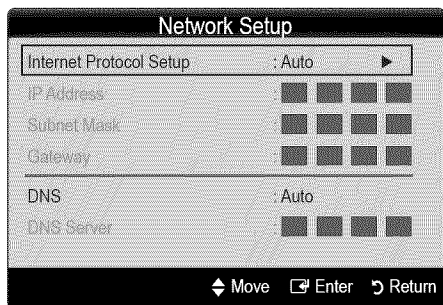 Network Setup
Internet Protocol Setup : Auto ▶
IP Address :
Subnet Mask :
Gateway :
DNS : Auto
DNS Server :
Move Enter Return